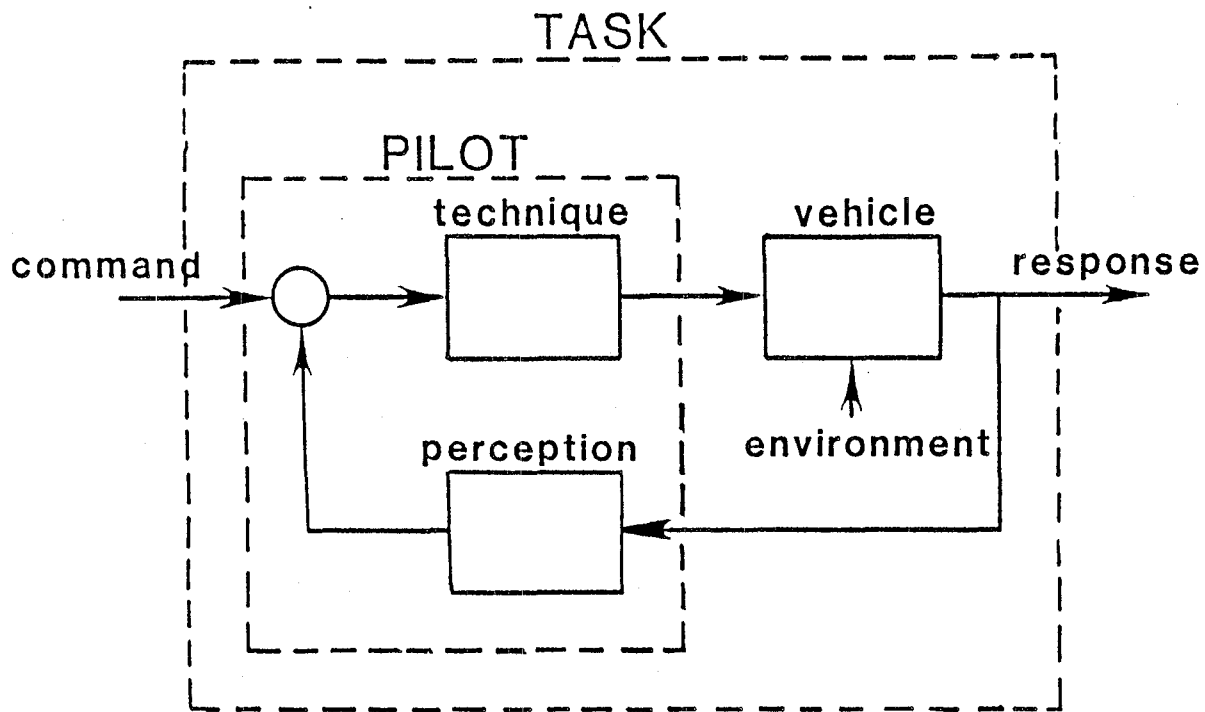 TASK
PILOT
technique
vehicle
command
response
perception
environment